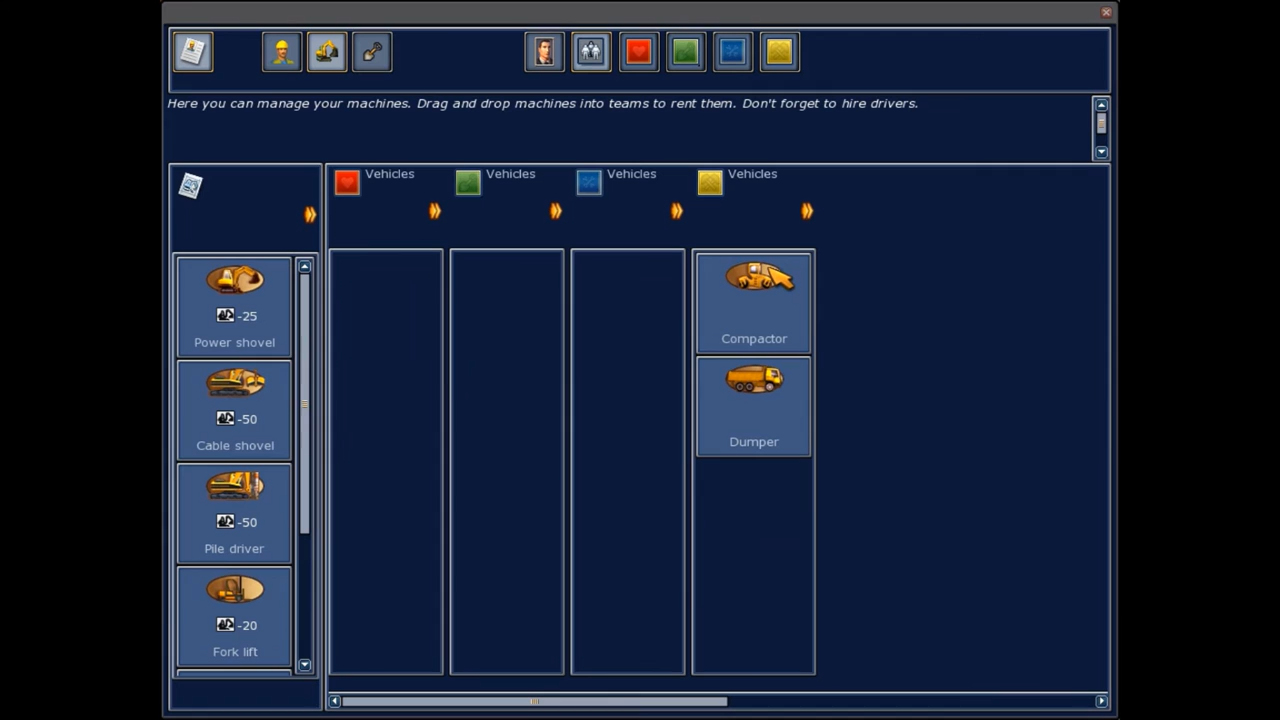 Here you can manage your machines. Drag and drop machines into teams to rent them. Don't forget to hire drivers.
Vehicles
Vehicles
Vehicles
Vehicles
-25
Power shovel
-50
Cable shovel
-50
Pile driver
-20
Fork lift
Compactor
Dumper